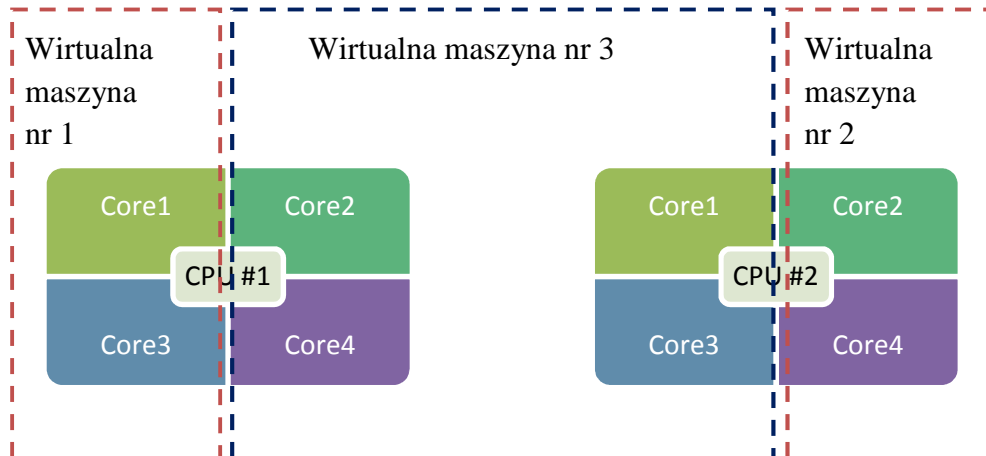 Wirtualna
maszyna
nr 1
Wirtualna maszyna nr 3
Wirtualna
maszyna
nr 2
Core1
Core2
CPU #1
Core3
Core4
Core1
Core2
CPU #2
Core3
Core4